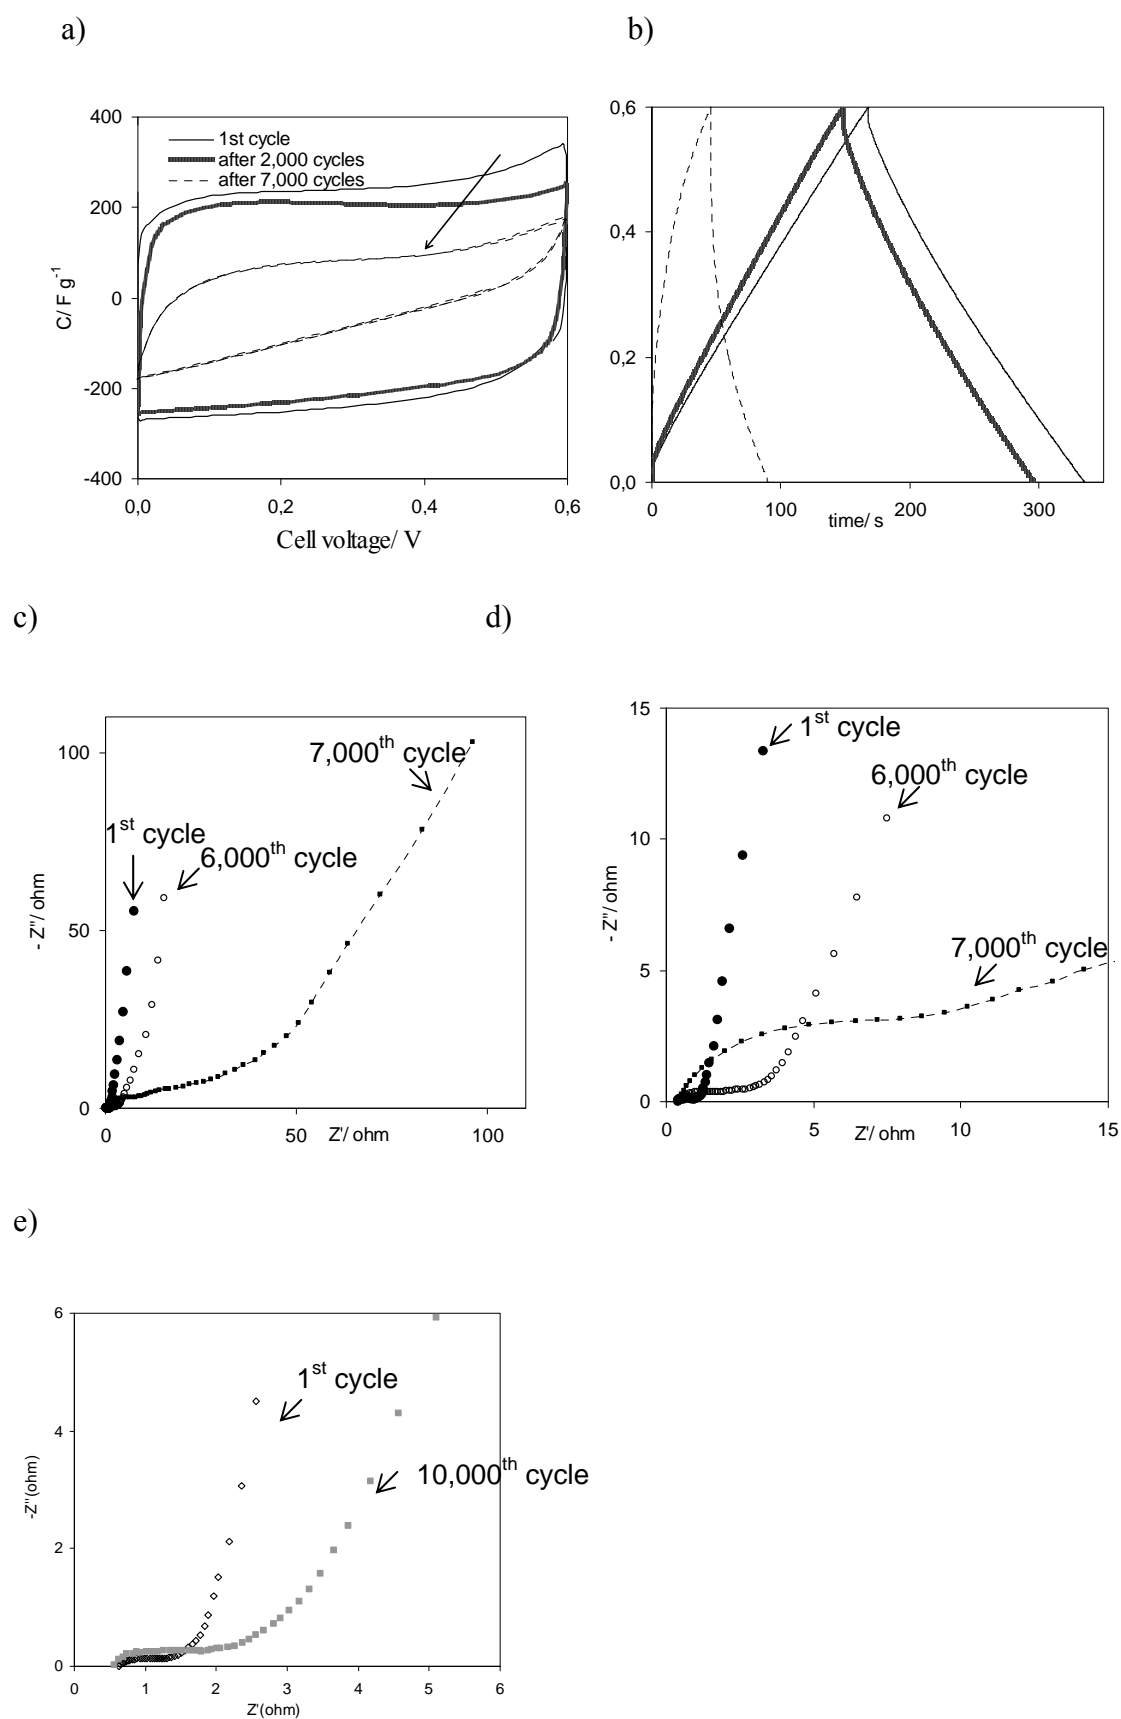 a)
b)
400
200
0
-200
-400
C/ F g-1
1st cycle
after 2,000 cycles
after 7,000 cycles
0,0
0,2
0,4
0,6
Cell voltage/ V
0,6
0,4
0,2
0,0
0
100
200
300
time/ s
c)
d)
100
50
0
- Z''/ ohm
7,000th cycle
1st cycle
6,000th cycle
0
50
100
Z'/ ohm
15
10
5
0
- Z''/ ohm
1st cycle
6,000th cycle
7,000th cycle
0
5
10
15
Z'/ ohm
e)
6
4
2
0
-Z''(ohm)
1st cycle
10,000th cycle
0
1
2
3
4
5
6
Z'(ohm)